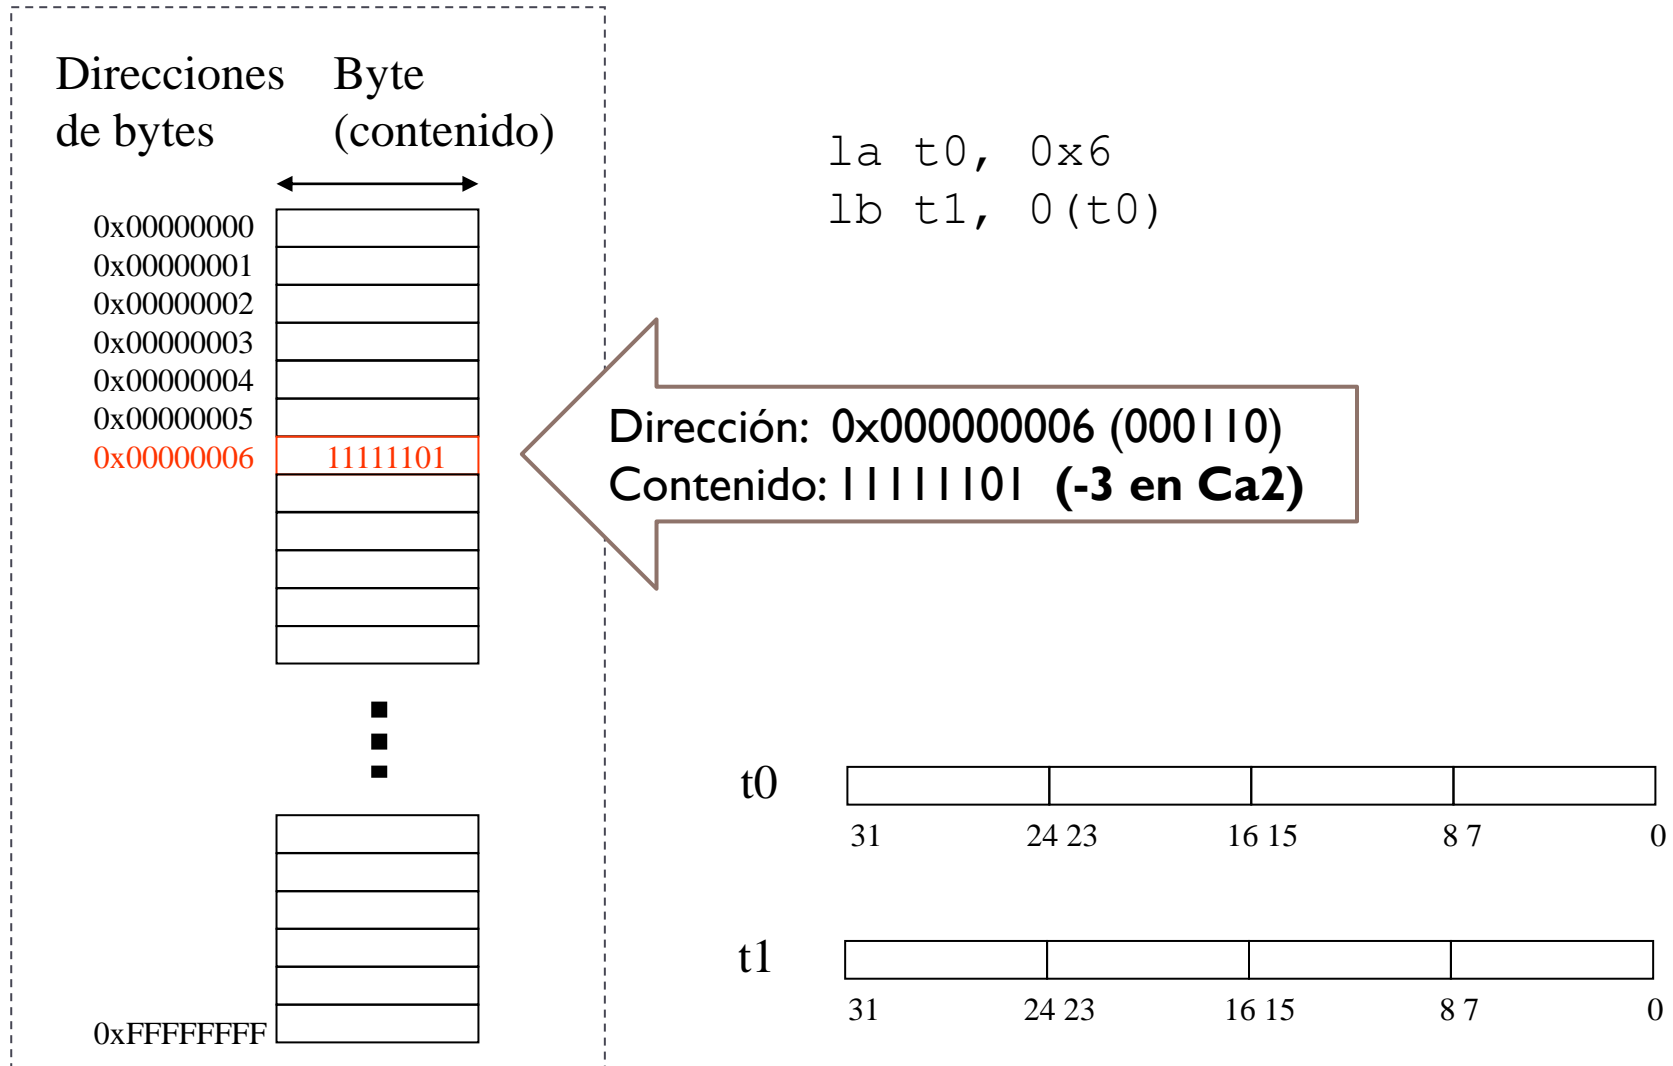 Direcciones
de bytes
Byte
(contenido)
la t0, 0x6
lb t1, 0(t0)
0x00000000
0x00000001
0x00000002
0x00000003
0x00000004
0x00000005
0x00000006 11111101
Dirección: 0x000000006 (000110)
Contenido: 11111101 (-3 en Ca2)
0xFFFFFFFF
t0
31 24 23 16 15 8 7 0
t1
31 24 23 16 15 8 7 0